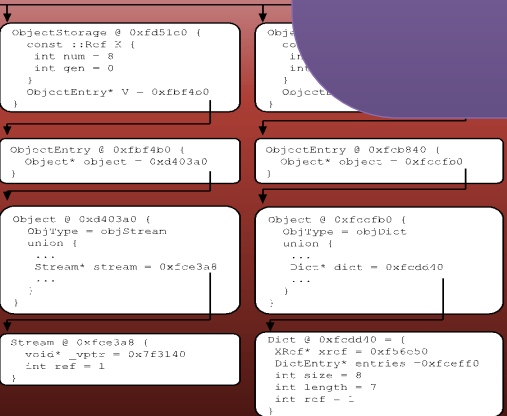 ObjectStorage @ 0xfd51c0 {
const ::Ref K {
int num = 8
int gen = 0
}
ObjectEntry* V = 0xfbf4b0
}
ObjectEntry @ 0xfbf4b0 {
Object* object = 0xd403a0
}
Object @ 0xd403a0 {
ObjType = objStream
union {
...
Stream* stream = 0xfce3a8
...
}
}
Stream @ 0xfce3a8 {
void* _vptr = 0x7f3140
int ref = 1
}
int
int
}
}
ObjectEntry @ 0xfcb840 {
Object* object = 0xfccfb0
}
Object @ 0xfccfb0 {
ObjType = objDict
union {
...
Dict* dict = 0xfcdd40
...
}
}
Dict @ 0xfcdd40 = {
XRef* xref = 0xf56c50
DictEntry* entries =0xfceff0
int size = 8
int length = 7
int ref = 1
}